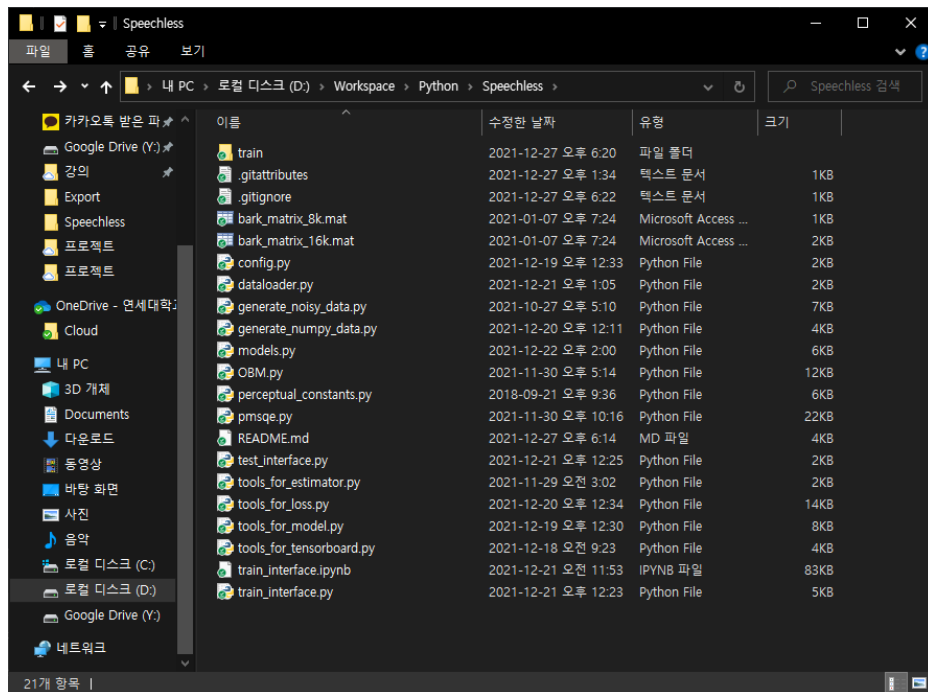 Speechless
파일 홈 공유 보기
내 PC > 로컬 디스크 (D:) > Workspace > Python > Speechless >
Speechless 검색
카카오톡 받은 파
Google Drive (Y:)
강의
Export
Speechless
프로젝트
프로젝트
OneDrive - 연세대학교
Cloud
내 PC
3D 개체
Documents
다운로드
동영상
바탕 화면
사진
음악
로컬 디스크 (C:)
로컬 디스크 (D:)
Google Drive (Y:)
네트워크
이름 수정한 날짜 유형 크기
train 2021-12-27 오후 6:20 파일 폴더
.gitattributes 2021-12-27 오후 1:34 텍스트 문서 1KB
.gitignore 2021-12-27 오후 6:22 텍스트 문서 1KB
bark_matrix_8k.mat 2021-01-07 오후 7:24 Microsoft Access ... 1KB
bark_matrix_16k.mat 2021-01-07 오후 7:24 Microsoft Access ... 2KB
config.py 2021-12-19 오후 12:33 Python File 2KB
dataloader.py 2021-12-21 오후 1:05 Python File 2KB
generate_noisy_data.py 2021-10-27 오후 5:10 Python File 7KB
generate_numpy_data.py 2021-12-20 오후 12:11 Python File 4KB
models.py 2021-12-22 오후 2:00 Python File 6KB
OBM.py 2021-11-30 오후 5:14 Python File 12KB
perceptual_constants.py 2018-09-21 오후 9:36 Python File 6KB
pmsqe.py 2021-11-30 오후 10:16 Python File 22KB
README.md 2021-12-27 오후 6:14 MD 파일 4KB
test_interface.py 2021-12-21 오후 12:25 Python File 2KB
tools_for_estimator.py 2021-11-29 오전 3:02 Python File 2KB
tools_for_loss.py 2021-12-20 오후 12:34 Python File 14KB
tools_for_model.py 2021-12-19 오후 12:30 Python File 8KB
tools_for_tensorboard.py 2021-12-18 오전 9:23 Python File 4KB
train_interface.ipynb 2021-12-21 오전 11:53 IPYNB 파일 83KB
train_interface.py 2021-12-21 오후 12:23 Python File 5KB
21개 항목